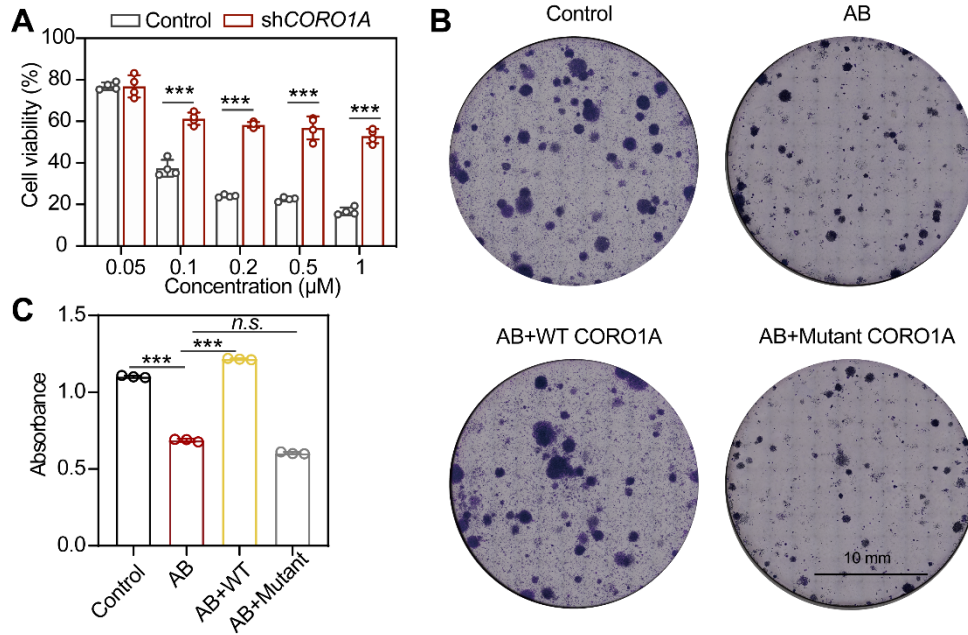 A
Control
shCORO1A
Cell viability (%)
80
60
40
20
0
***
***
***
***
0.05
0.1
0.2
0.5
1
Concentration (μM)
B
Control
AB
AB+WT CORO1A
AB+Mutant CORO1A
10 mm
C
Absorbance
1.5
1.0
0.5
0.0
n.s.
***
***
Control
AB
AB+WT
AB+Mutant